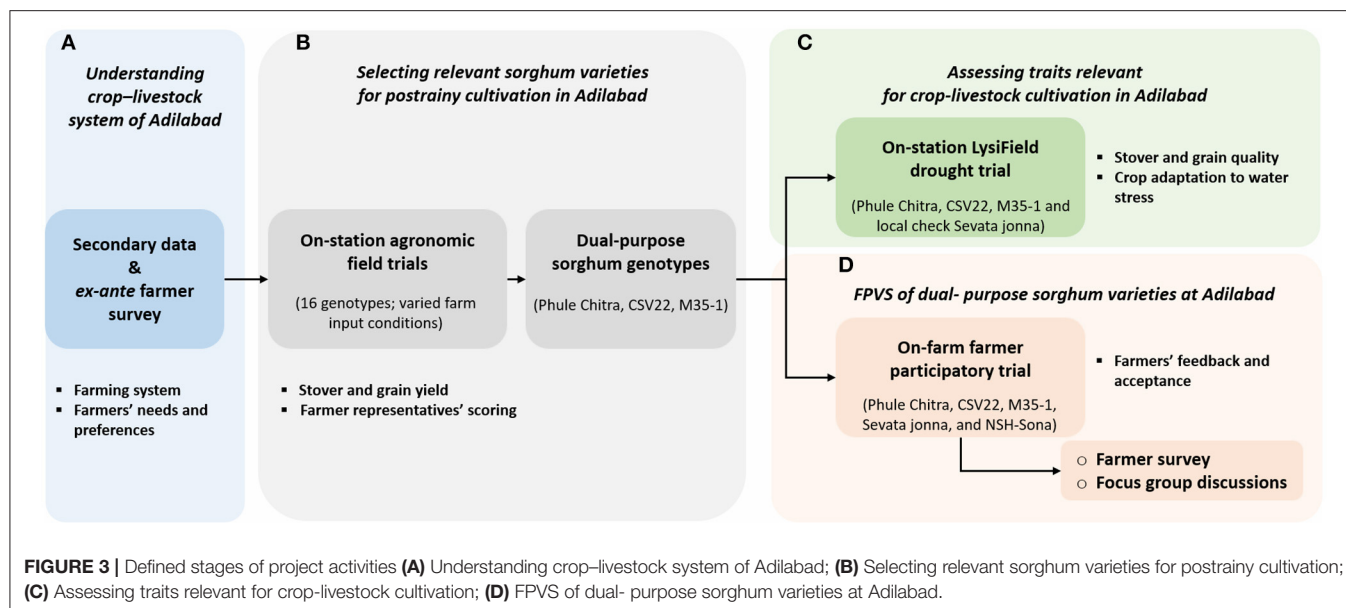 A
Understanding
crop–livestock
system of Adilabad
Secondary data
&
ex-ante farmer
survey
▪ Farming system
▪ Farmers' needs and
preferences
B
Selecting relevant sorghum varieties
for postrainy cultivation in Adilabad
On-station agronomic
field trials
(16 genotypes; varied farm
input conditions)
Dual-purpose
sorghum genotypes
(Phule Chitra, CSV22, M35-1)
▪ Stover and grain yield
▪ Farmer representatives' scoring
C
Assessing traits relevant
for crop-livestock cultivation in Adilabad
On-station LysiField
drought trial
(Phule Chitra, CSV22, M35-1 and
local check Sevata jonna)
▪ Stover and grain quality
▪ Crop adaptation to water
stress
D
FPVS of dual- purpose sorghum varieties at Adilabad
On-farm farmer
participatory trial
(Phule Chitra, CSV22, M35-1,
Sevata jonna, and NSH-Sona)
▪ Farmers' feedback and
acceptance
○ Farmer survey
○ Focus group discussions
FIGURE 3 | Defined stages of project activities (A) Understanding crop–livestock system of Adilabad; (B) Selecting relevant sorghum varieties for postrainy cultivation;
(C) Assessing traits relevant for crop-livestock cultivation; (D) FPVS of dual- purpose sorghum varieties at Adilabad.